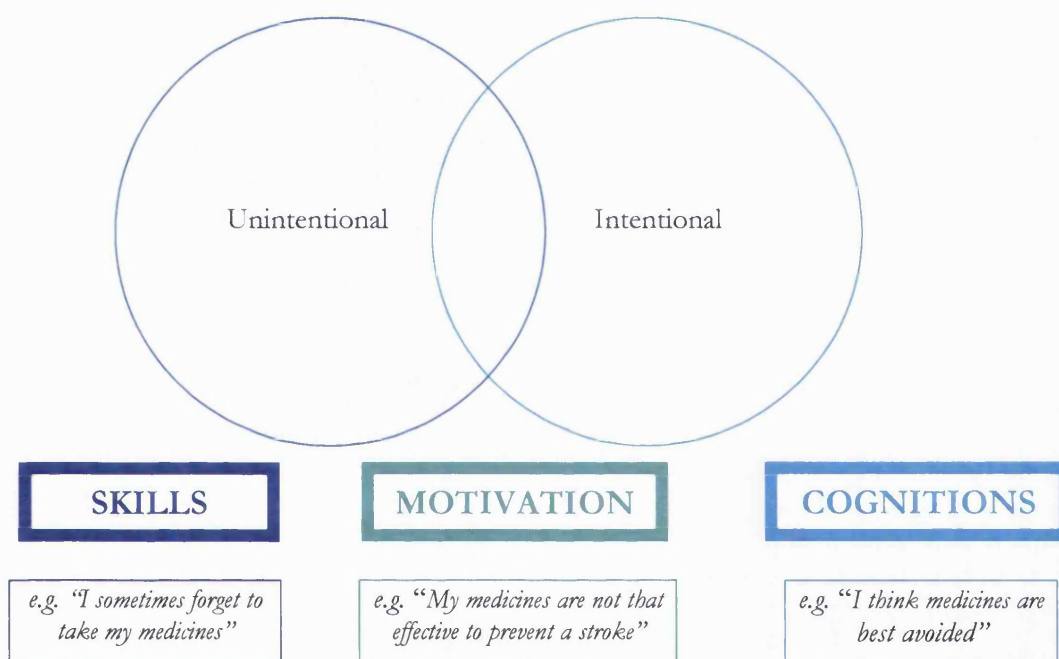 Unintentional
Intentional
SKILLS
MOTIVATION
COGNITIONS
e.g. “I sometimes forget to
take my medicines”
e.g. “My medicines are not that
effective to prevent a stroke”
e.g. “I think medicines are
best avoided”